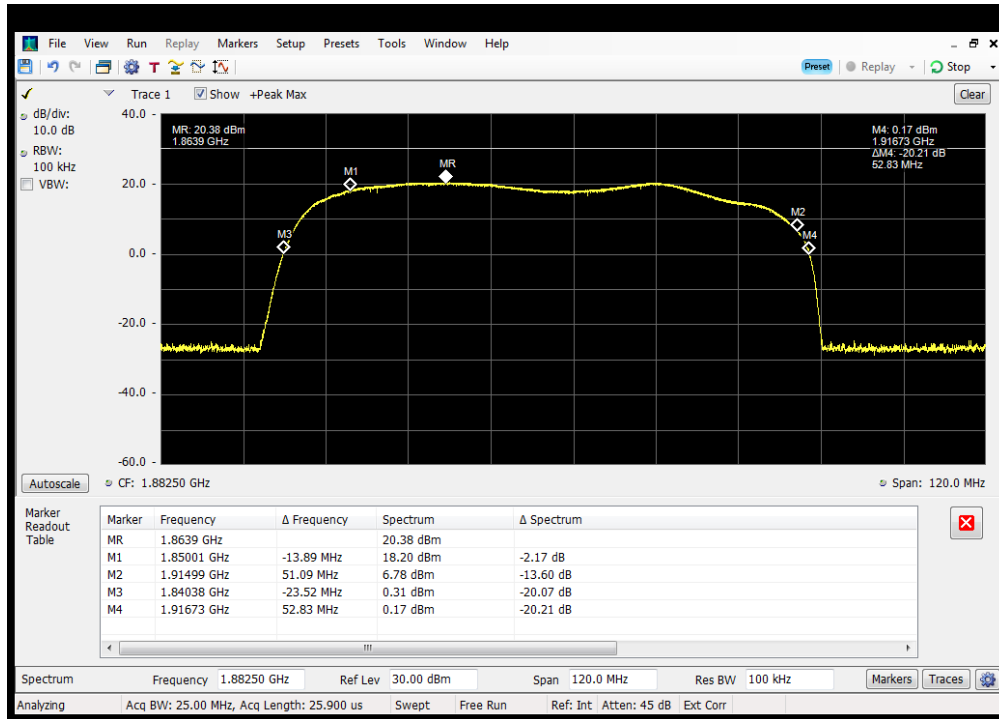 File View Run Replay Markers Setup Presets Tools Window Help
T Preset Replay Stop
Trace 1 Show +Peak Max Clear
dB/div:
10.0 dB
RBW:
100 kHz
VBW:
40.0 -
20.0 -
0.0 -
-20.0 -
-40.0 -
-60.0 -
MR: 20.38 dBm
1.8639 GHz
M4: 0.17 dBm
1.91673 GHz
ΔM4: -20.21 dB
52.83 MHz
M1
MR
M3
M2
M4
Autoscale CF: 1.88250 GHz Span: 120.0 MHz
Marker
Readout
Table
Marker Frequency Δ Frequency Spectrum Δ Spectrum
MR 1.8639 GHz 20.38 dBm
M1 1.85001 GHz -13.89 MHz 18.20 dBm -2.17 dB
M2 1.91499 GHz 51.09 MHz 6.78 dBm -13.60 dB
M3 1.84038 GHz -23.52 MHz 0.31 dBm -20.07 dB
M4 1.91673 GHz 52.83 MHz 0.17 dBm -20.21 dB
Spectrum Frequency 1.88250 GHz Ref Lev 30.00 dBm Span 120.0 MHz Res BW 100 kHz Markers Traces
Analyzing Acq BW: 25.00 MHz, Acq Length: 25.900 us Swept Free Run Ref: Int Atten: 45 dB Ext Corr